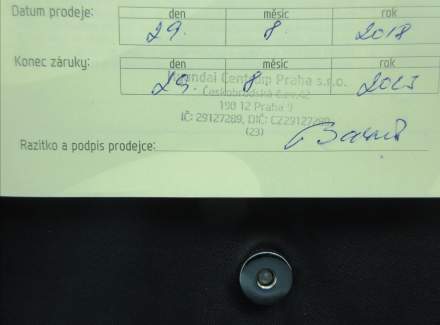 Datum prodeje: den měsíc rok
29. 8 2018
Konec záruky: den měsíc rok
29. 8. 2023
Hyundai Centrum Praha s.r.o.
Českobrodská
190 12 Praha 9
IČ: 29127289, DIČ: CZ29127289
(23)
Razítko a podpis prodejce: